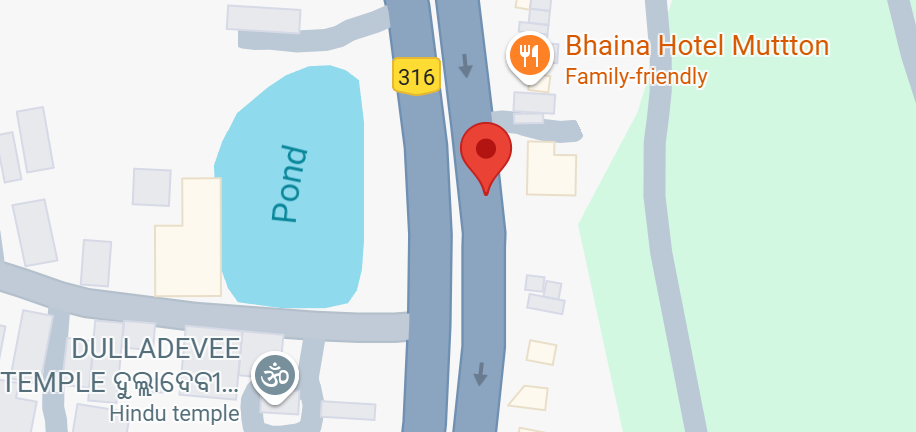 Bhaina Hotel Muttton
Family-friendly
316
Pond
DULLADEVEE
TEMPLE ଦୁଲ୍ଲାଦେବୀ...
Hindu temple